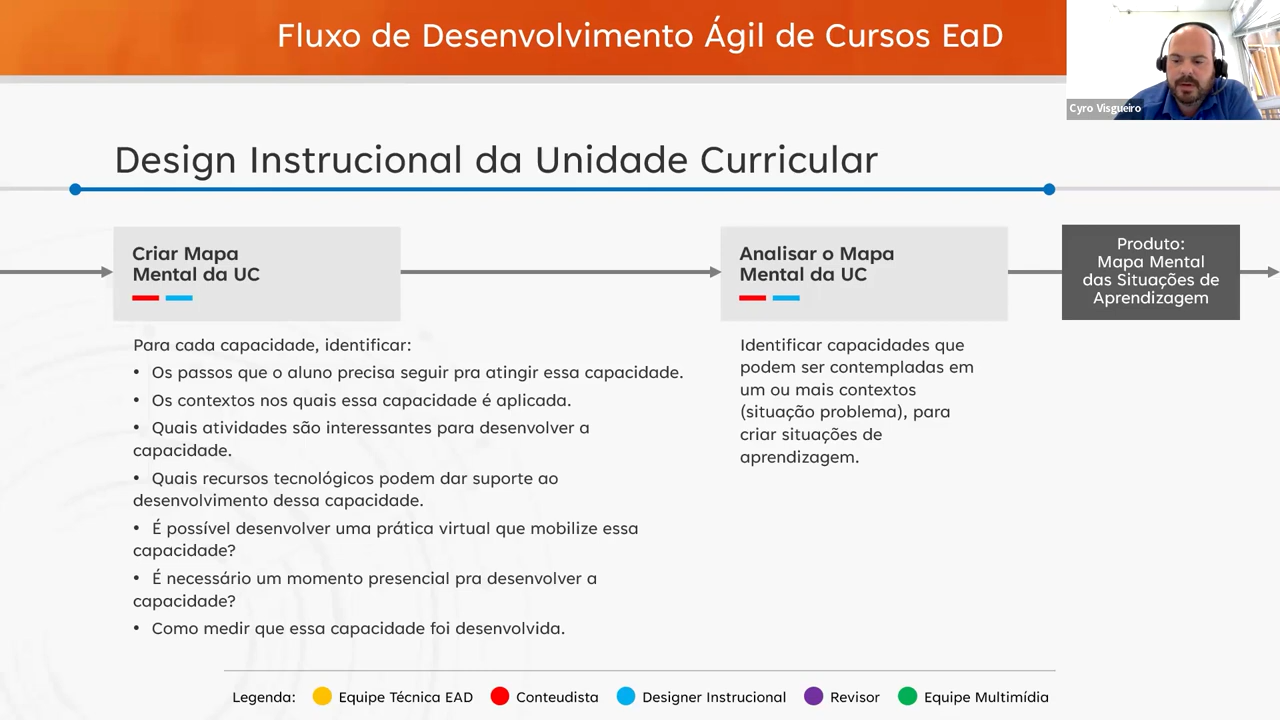 Fluxo de Desenvolvimento Ágil de Cursos EaD
Cyro Visgueiro
Design Instrucional da Unidade Curricular
Criar Mapa
Mental da UC
Analisar o Mapa
Mental da UC
Produto:
Mapa Mental
das Situações de
Aprendizagem
Para cada capacidade, identificar:
• Os passos que o aluno precisa seguir pra atingir essa capacidade.
• Os contextos nos quais essa capacidade é aplicada.
• Quais atividades são interessantes para desenvolver a
capacidade.
• Quais recursos tecnológicos podem dar suporte ao
desenvolvimento dessa capacidade.
• É possível desenvolver uma prática virtual que mobilize essa
capacidade?
• É necessário um momento presencial pra desenvolver a
capacidade?
• Como medir que essa capacidade foi desenvolvida.
Identificar capacidades que
podem ser contempladas em
um ou mais contextos
(situação problema), para
criar situações de
aprendizagem.
Legenda: Equipe Técnica EAD Conteudista Designer Instrucional Revisor Equipe Multimídia